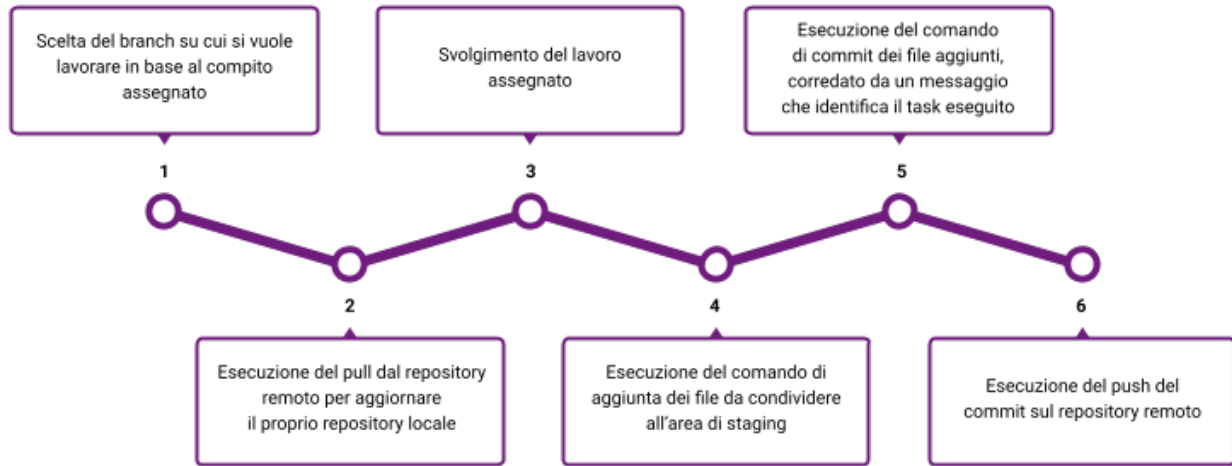 Scelta del branch su cui si vuole
lavorare in base al compito
assegnato
1
Esecuzione del pull dal repository
remoto per aggiornare
il proprio repository locale
2
Svolgimento del lavoro
assegnato
3
Esecuzione del comando di
aggiunta dei file da condividere
all'area di staging
4
Esecuzione del comando
di commit dei file aggiunti,
corredato da un messaggio
che identifica il task eseguito
5
Esecuzione del push del
commit sul repository remoto
6